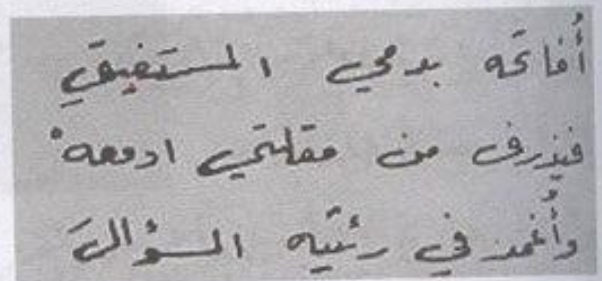 أُفاتحه بدمي المستفيقِ
فيذرف من مقلتي ادمعهْ
وأُغمد في رئتيه السؤالَ